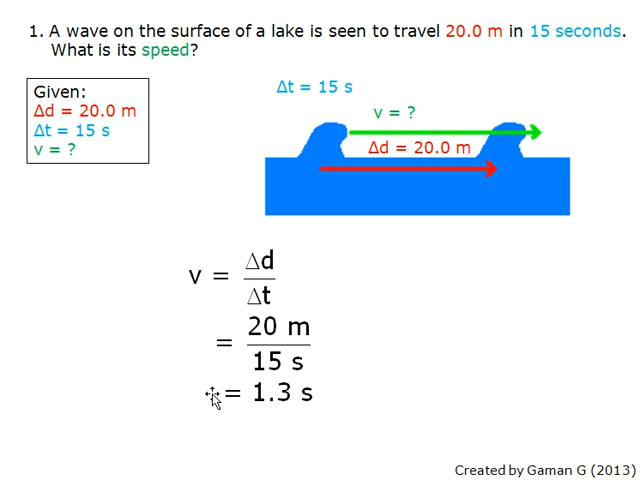 1. A wave on the surface of a lake is seen to travel 20.0 m in 15 seconds.
What is its speed?
Given:
Δd = 20.0 m
Δt = 15 s
v = ?
Δt = 15 s
v = ?
Δd = 20.0 m
v = Δd
Δt
= 20 m
15 s
= 1.3 s
Created by Gaman G (2013)